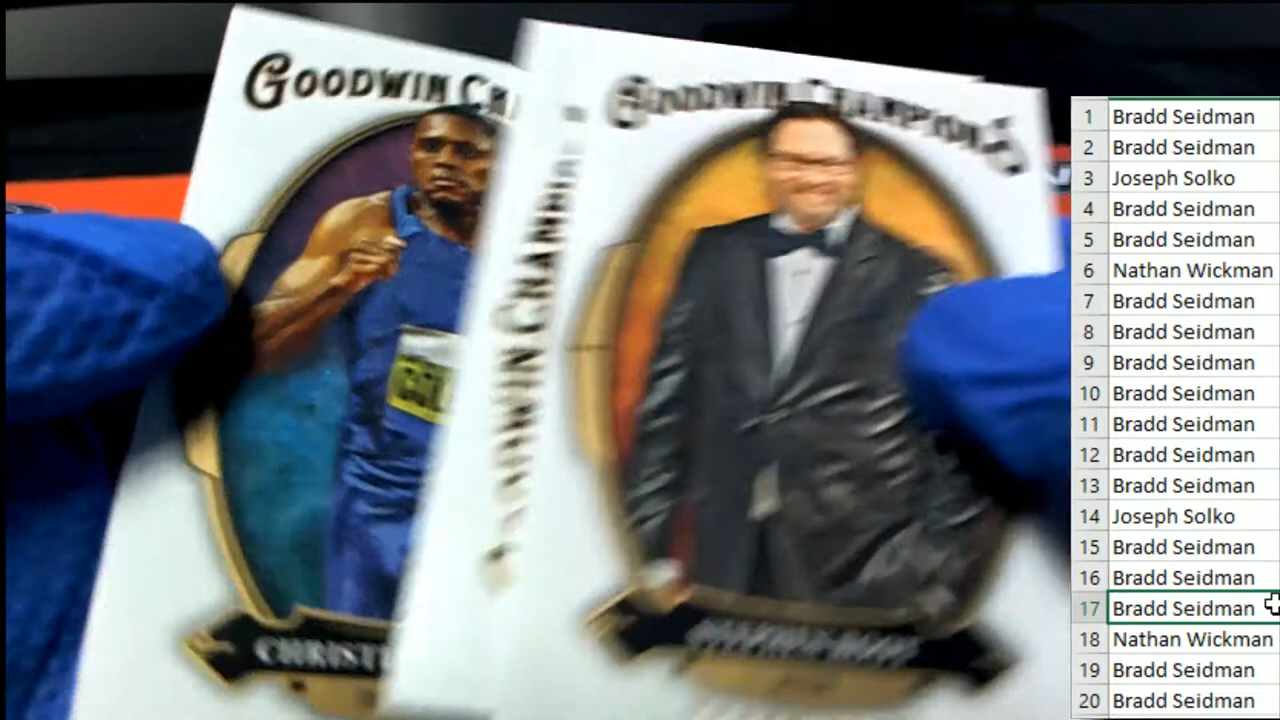 GOODWIN CH
CHRIST
GOODWIN CHAMPIONS
1 Bradd Seidman
2 Bradd Seidman
3 Joseph Solko
4 Bradd Seidman
5 Bradd Seidman
6 Nathan Wickman
7 Bradd Seidman
8 Bradd Seidman
9 Bradd Seidman
10 Bradd Seidman
11 Bradd Seidman
12 Bradd Seidman
13 Bradd Seidman
14 Joseph Solko
15 Bradd Seidman
16 Bradd Seidman
17 Bradd Seidman
18 Nathan Wickman
19 Bradd Seidman
20 Bradd Seidman